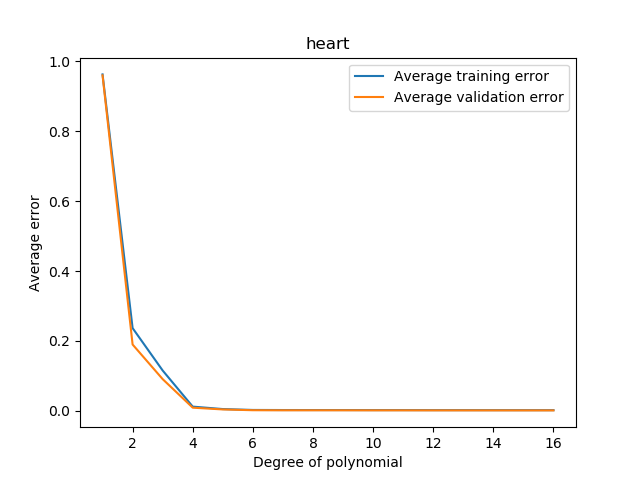 heart
Average training error
Average validation error
Average error
1.0
0.8
0.6
0.4
0.2
0.0
2 4 6 8 10 12 14 16
Degree of polynomial